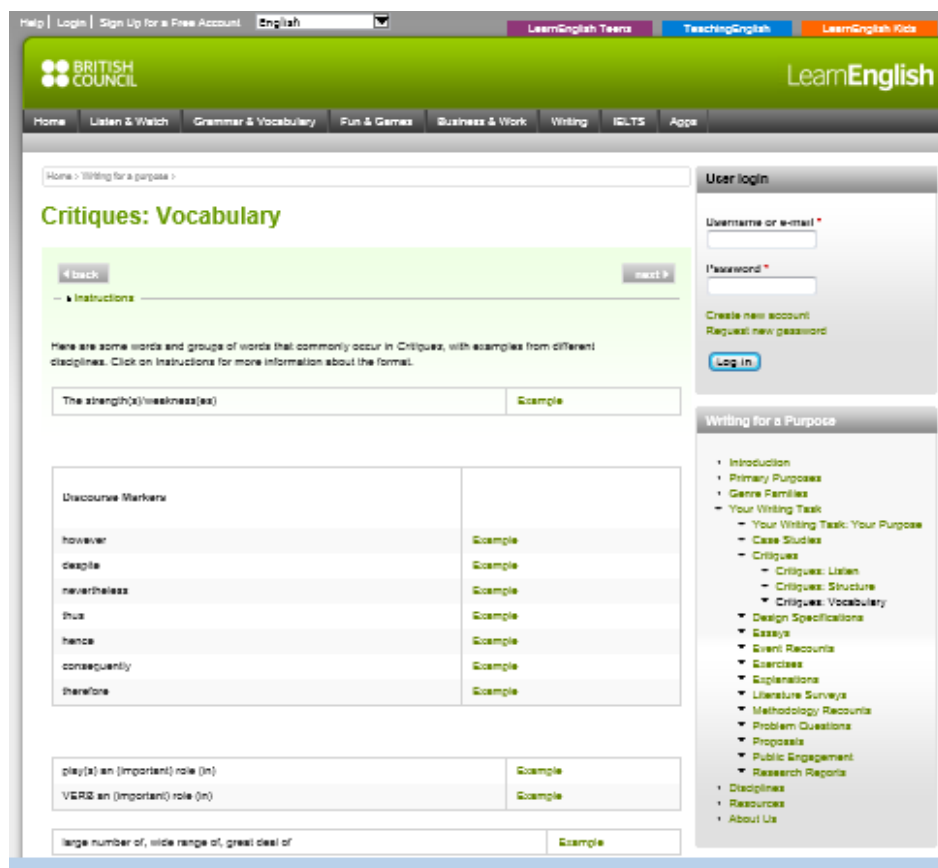 Help | Login | Sign Up for a Free Account English
LearnEnglish Teens TeachingEnglish LearnEnglish Kids
BRITISH
COUNCIL
LearnEnglish
Home Listen & Watch Grammar & Vocabulary Fun & Games Business & Work Writing IELTS Apps
Home > Writing for a purpose >
Critiques: Vocabulary
back next
Instructions
Here are some words and groups of words that commonly occur in Critiques, with examples from different
disciplines. Click on Instructions for more information about the format.
The strength(s)/weakness(es) Example
Discourse Markers
however Example
despite Example
nevertheless Example
thus Example
hence Example
consequently Example
therefore Example
play(s) an (important) role (in) Example
VERB an (important) role (in) Example
large number of, wide range of, great deal of Example
User login
Username or e-mail *
Password *
Create new account
Request new password
Log in
Writing for a Purpose
Introduction
Primary Purposes
Genre Families
Your Writing Task
Your Writing Task: Your Purpose
Case Studies
Critiques
Critiques: Listen
Critiques: Structure
Critiques: Vocabulary
Design Specifications
Essays
Event Recounts
Exercises
Explanations
Literature Surveys
Methodology Recounts
Problem Questions
Proposals
Public Engagement
Research Reports
Disciplines
Resources
About Us